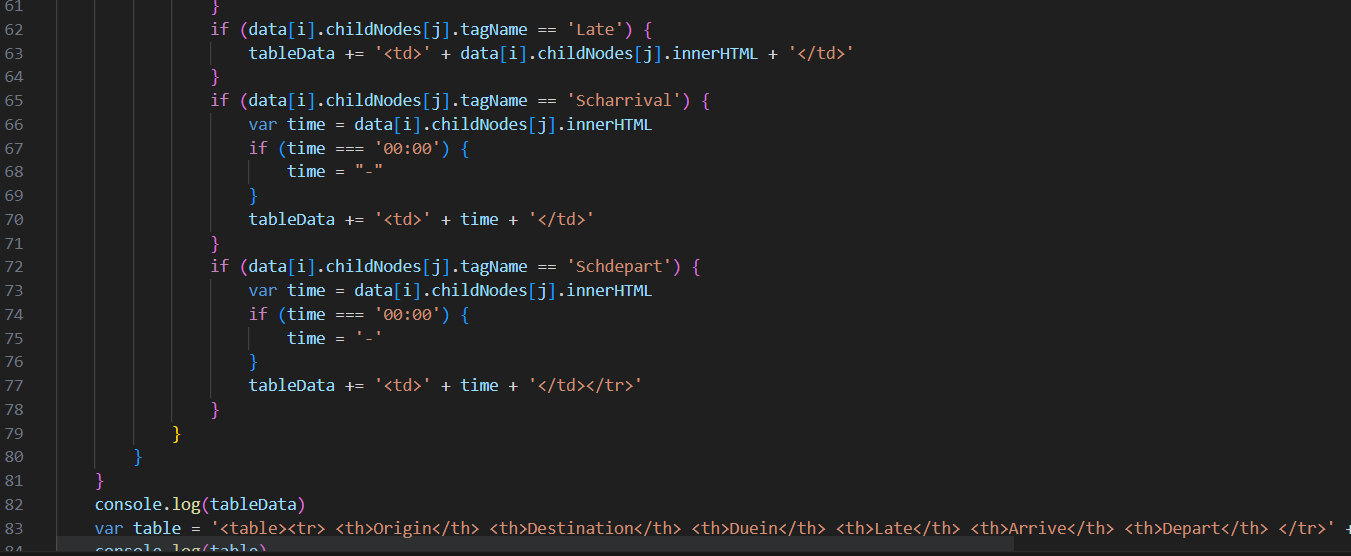 61 }
62 if (data[i].childNodes[j].tagName == 'Late') {
63 tableData += '<td>' + data[i].childNodes[j].innerHTML + '</td>'
64 }
65 if (data[i].childNodes[j].tagName == 'Scharrival') {
66 var time = data[i].childNodes[j].innerHTML
67 if (time === '00:00') {
68 time = "-"
69 }
70 tableData += '<td>' + time + '</td>'
71 }
72 if (data[i].childNodes[j].tagName == 'Schdepart') {
73 var time = data[i].childNodes[j].innerHTML
74 if (time === '00:00') {
75 time = '-'
76 }
77 tableData += '<td>' + time + '</td></tr>'
78 }
79 }
80 }
81 }
82 console.log(tableData)
83 var table = '<table><tr> <th>Origin</th> <th>Destination</th> <th>Duein</th> <th>Late</th> <th>Arrive</th> <th>Depart</th> </tr>' +
84 console.log(table)